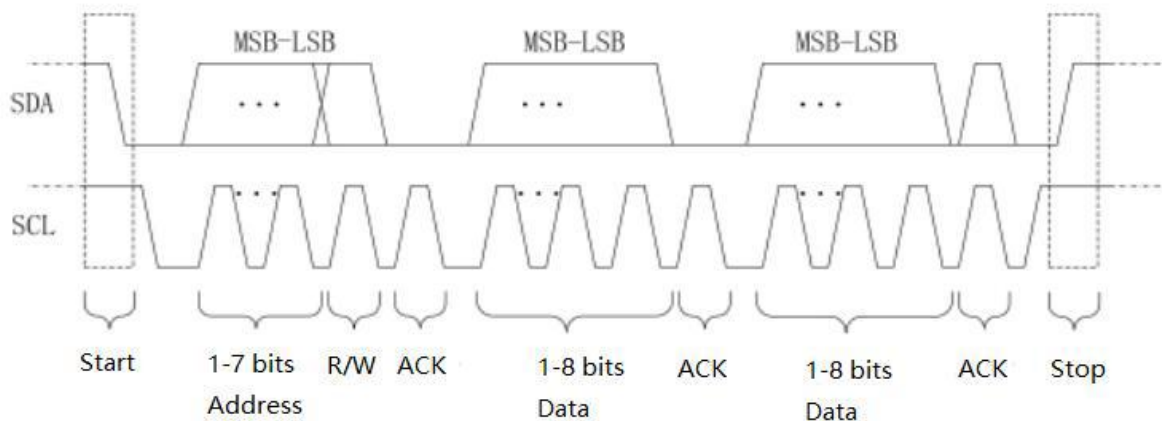 MSB-LSB MSB-LSB MSB-LSB
SDA ... ... ...
SCL ... ... ...
Start 1-7 bits R/W ACK 1-8 bits ACK 1-8 bits ACK Stop
Address Data Data